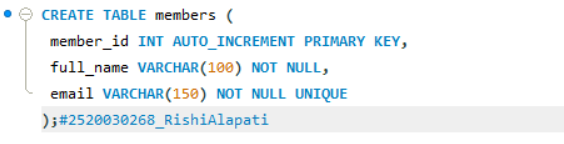 CREATE TABLE members (
member_id INT AUTO_INCREMENT PRIMARY KEY,
full_name VARCHAR(100) NOT NULL,
email VARCHAR(150) NOT NULL UNIQUE
);#2520030268_RishiAlapati